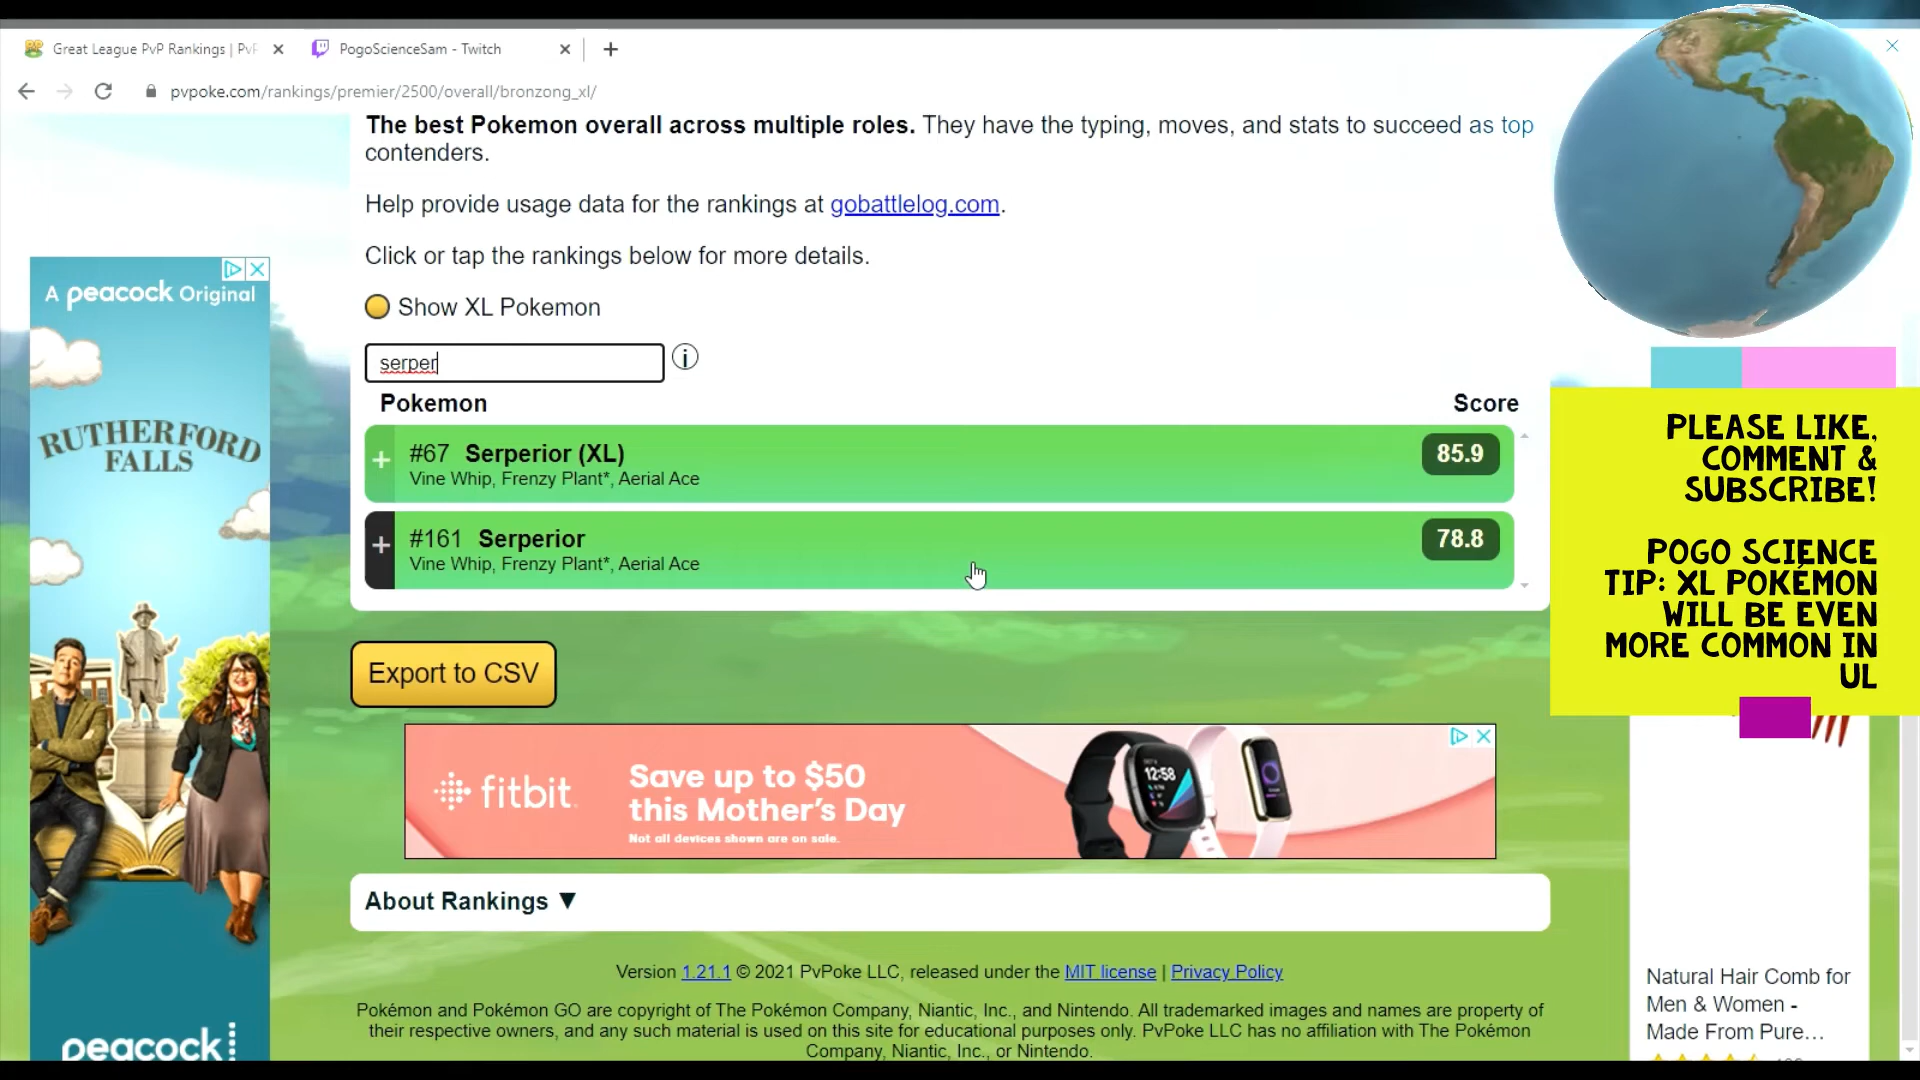 Great League PvP Rankings | PvP
PogoScienceSam - Twitch
pvpoke.com/rankings/premier/2500/overall/bronzong_xl/
The best Pokemon overall across multiple roles. They have the typing, moves, and stats to succeed as top
contenders.
Help provide usage data for the rankings at gobattlelog.com.
Click or tap the rankings below for more details.
Show XL Pokemon
serper
Pokemon
Score
#67 Serperior (XL)
85.9
Vine Whip, Frenzy Plant*, Aerial Ace
#161 Serperior
78.8
Vine Whip, Frenzy Plant*, Aerial Ace
Export to CSV
A peacock Original
RUTHERFORD
FALLS
peacock
fitbit
Save up to $50
this Mother's Day
Not all devices shown are on sale.
12:58
About Rankings ▼
Version 1.21.1 © 2021 PvPoke LLC, released under the MIT license | Privacy Policy
Pokémon and Pokémon GO are copyright of The Pokémon Company, Niantic, Inc., and Nintendo. All trademarked images and names are property of
their respective owners, and any such material is used on this site for educational purposes only. PvPoke LLC has no affiliation with The Pokémon
Company, Niantic, Inc., or Nintendo.
PLEASE LIKE,
COMMENT &
SUBSCRIBE!
POGO SCIENCE
TIP: XL POKÉMON
WILL BE EVEN
MORE COMMON IN
UL
Natural Hair Comb for
Men & Women -
Made From Pure...